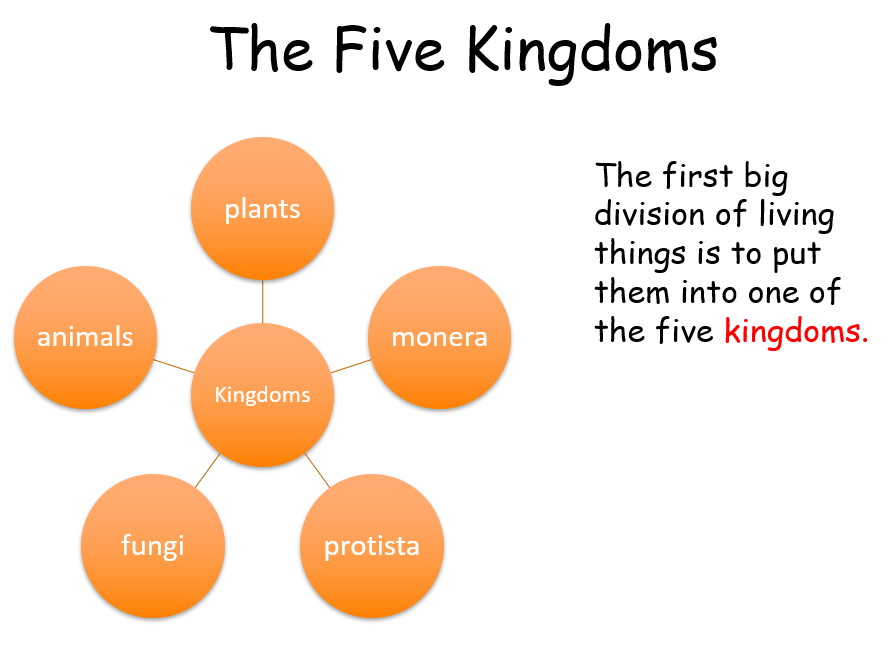 The Five Kingdoms
plants
animals
monera
Kingdoms
fungi
protista
The first big
division of living
things is to put
them into one of
the five kingdoms.